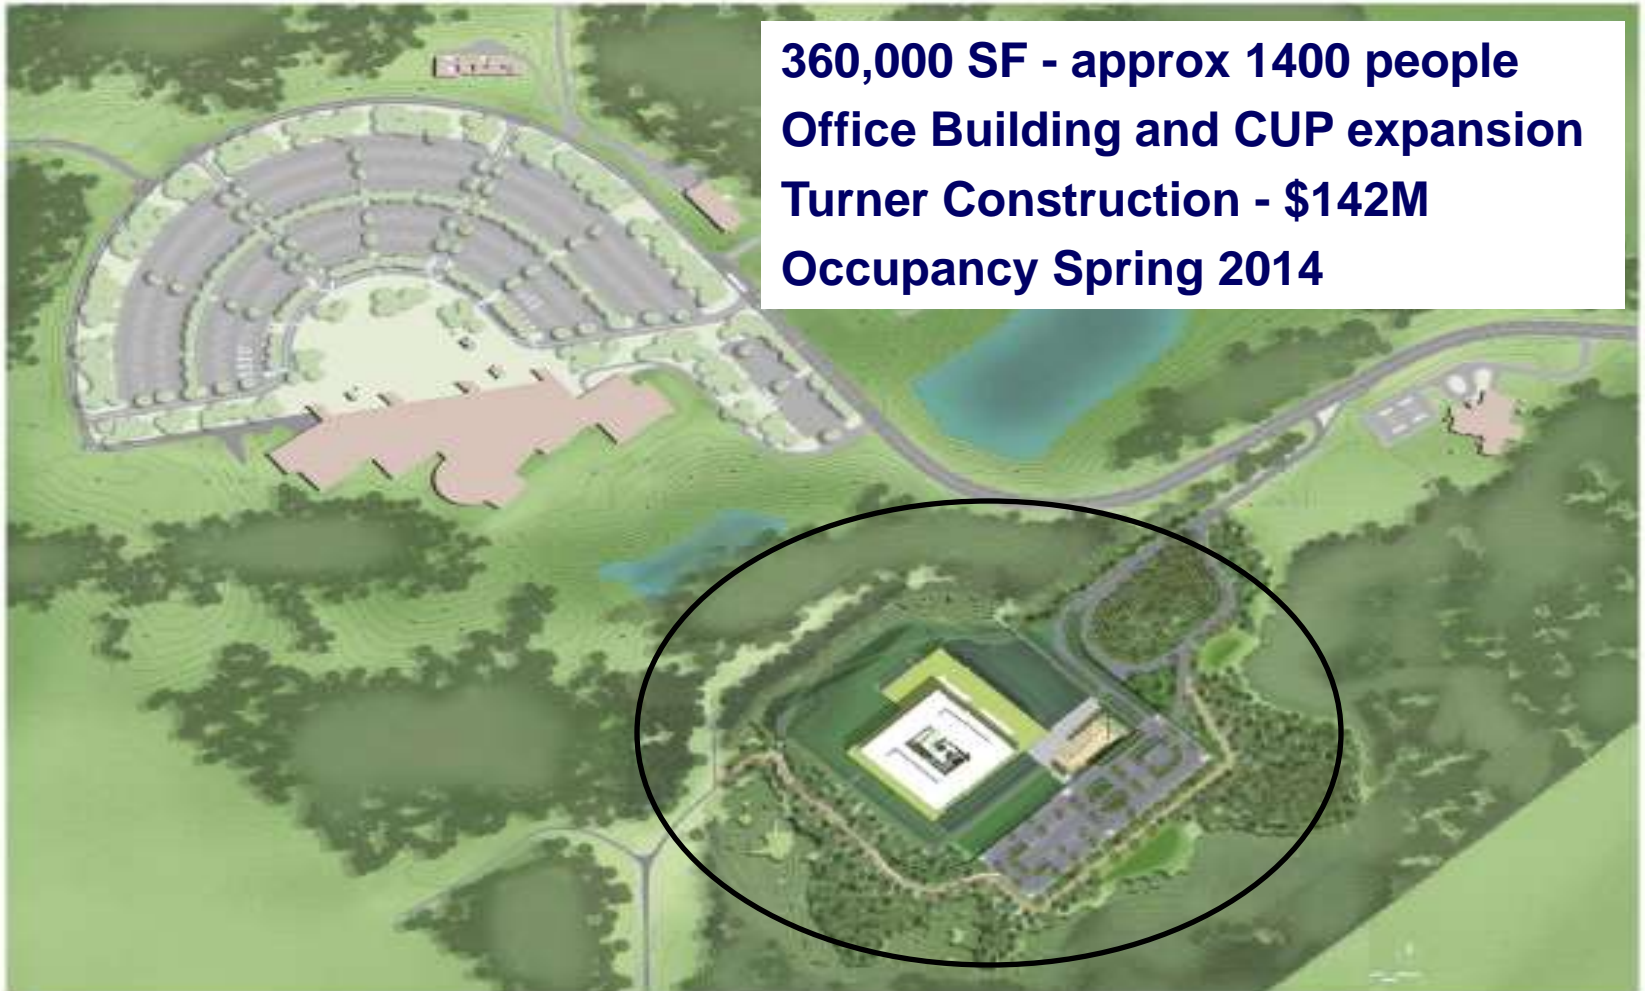 360,000 SF - approx 1400 people
Office Building and CUP expansion
Turner Construction - $142M
Occupancy Spring 2014